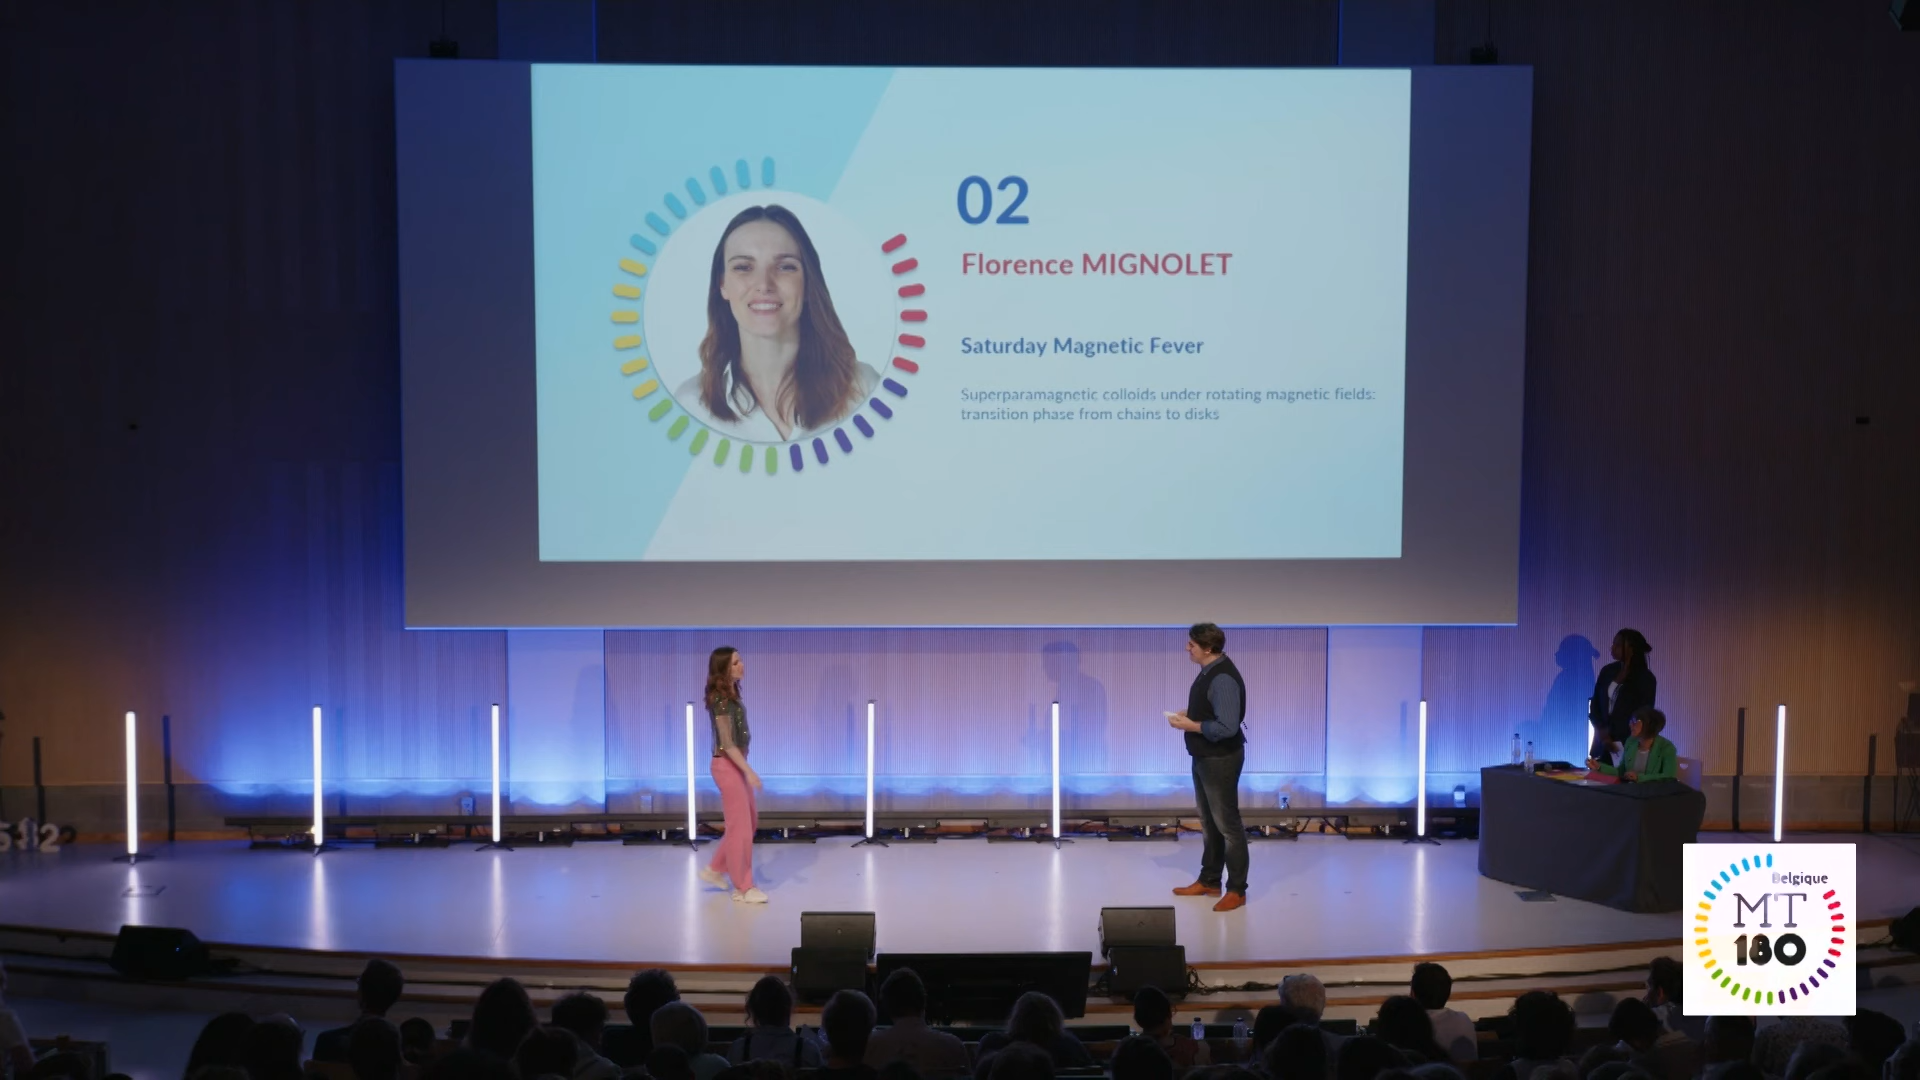 02
Florence MIGNOLET
Saturday Magnetic Fever
Superparamagnetic colloids under rotating magnetic fields:
transition phase from chains to disks
Belgique
MT
180